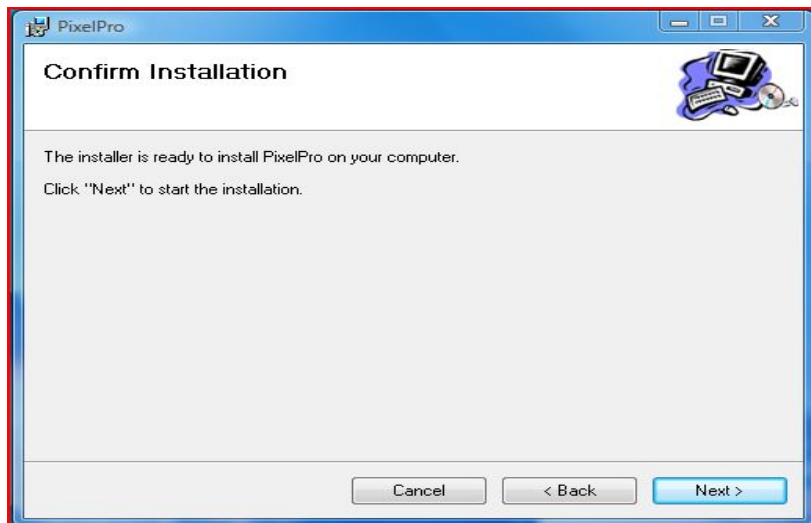 PixelPro
Confirm Installation
The installer is ready to install PixelPro on your computer.
Click "Next" to start the installation.
Cancel
< Back
Next >